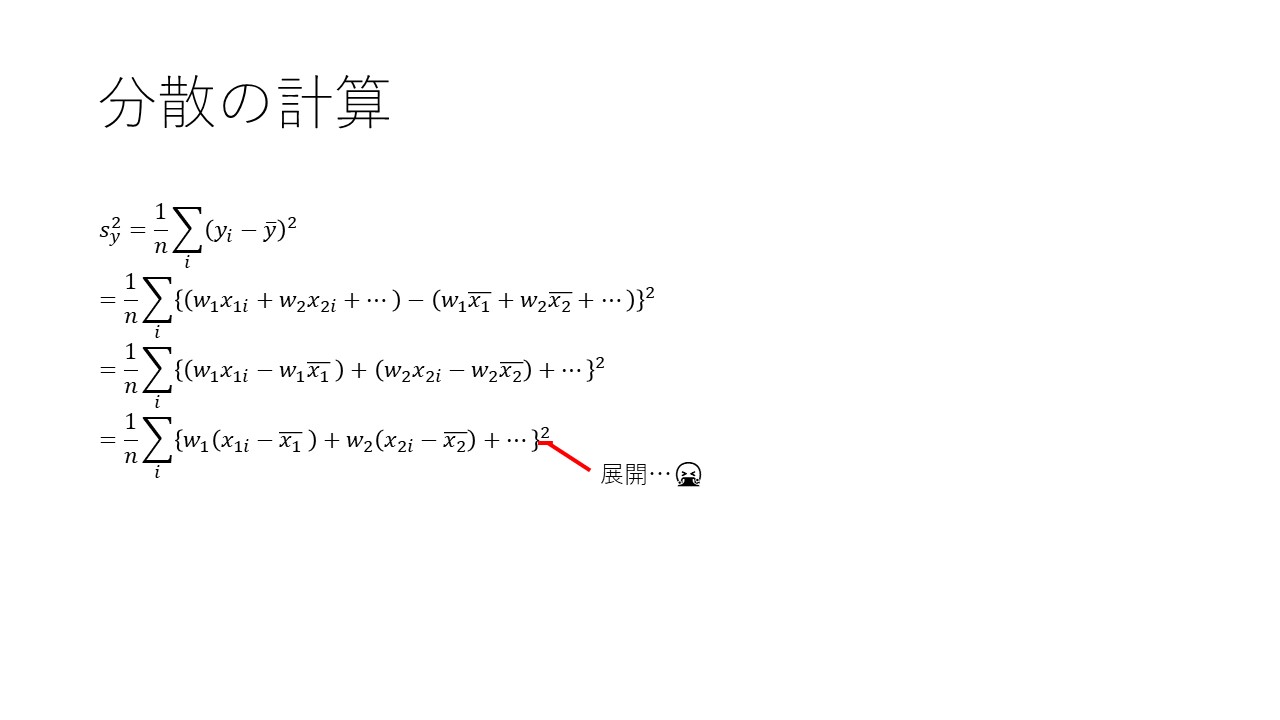 分散の計算
$s_y^2 = \frac{1}{n}\sum_i (y_i - \bar{y})^2$
$= \frac{1}{n}\sum_i \{(w_1 x_{1i} + w_2 x_{2i} + \cdots) - (w_1 \overline{x_1} + w_2 \overline{x_2} + \cdots)\}^2$
$= \frac{1}{n}\sum_i \{(w_1 x_{1i} - w_1 \overline{x_1}) + (w_2 x_{2i} - w_2 \overline{x_2}) + \cdots\}^2$
$= \frac{1}{n}\sum_i \{w_1 (x_{1i} - \overline{x_1}) + w_2 (x_{2i} - \overline{x_2}) + \cdots\}^2$
展開…🤮